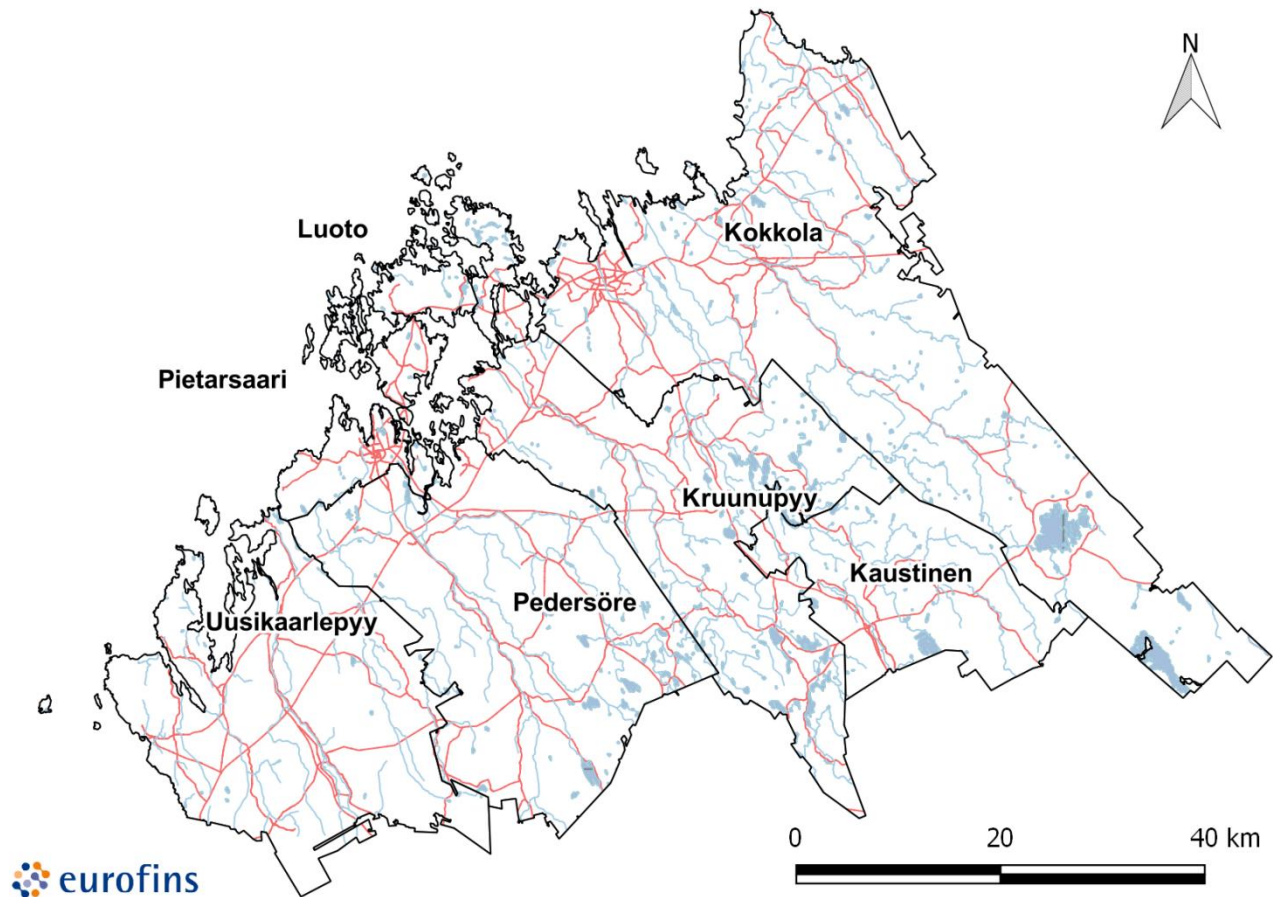 N
Luoto
Kokkola
Pietarsaari
Kruunupyy
Kaustinen
Pedersöre
Uusikaarlepyy
0 20 40 km
eurofins